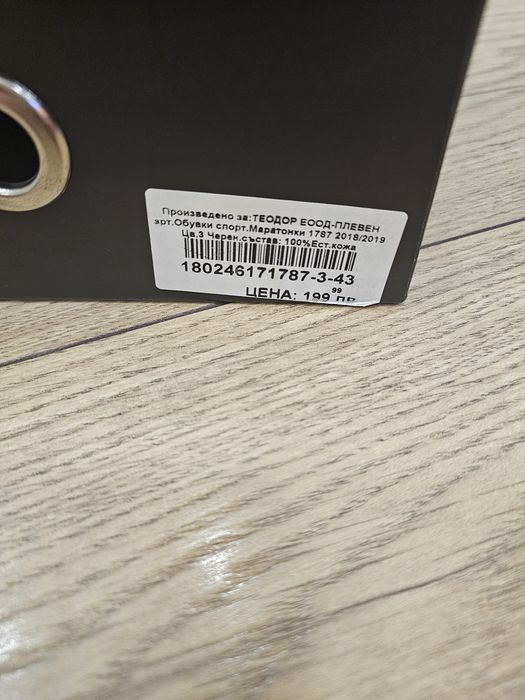 Произведено за:ТЕОДОР ЕООД-ПЛЕВЕН
арт.Обувки спорт.Маратонки 1787 2018/2019
Цв.3 Черен.състав: 100%Ест.кожа
180246171787-3-43
ЦЕНА: 199 99 лв